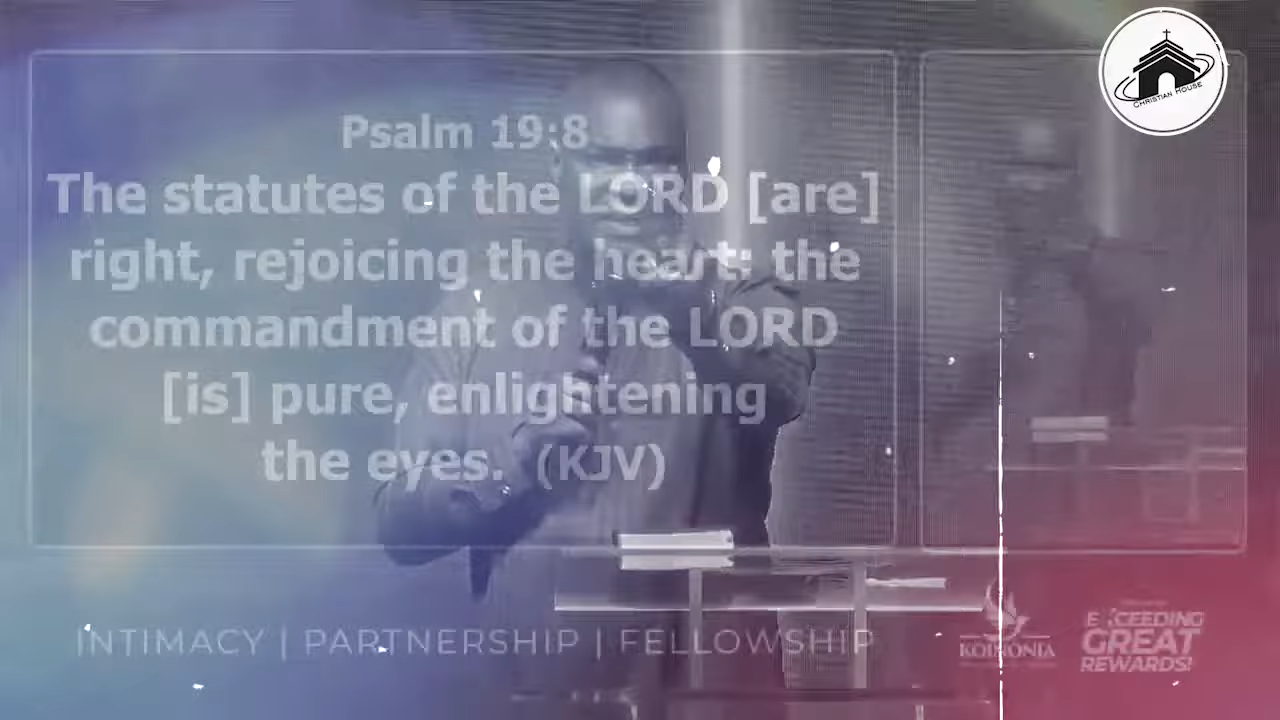 CHRISTIAN HOUSE
Psalm 19:8
The statutes of the LORD [are]
right, rejoicing the heart: the
commandment of the LORD
[is] pure, enlightening
the eyes. (KJV)
INTIMACY | PARTNERSHIP | FELLOWSHIP
KOINONIA
EXCEEDING
GREAT
REWARDS!